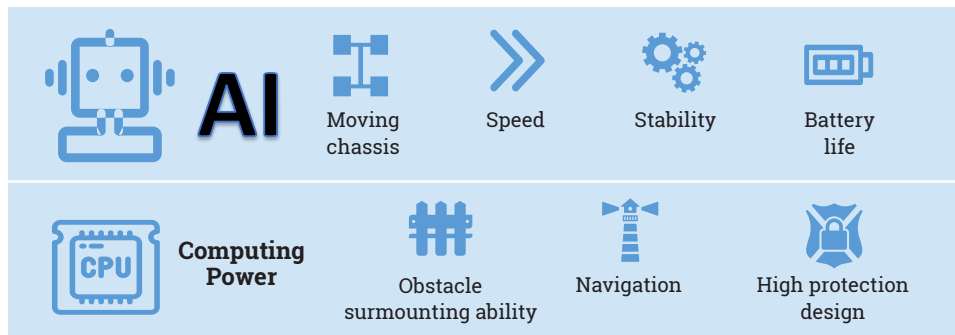 AI
Moving
chassis
Speed
Stability
Battery
life
CPU
Computing
Power
Obstacle
surmounting ability
Navigation
High protection
design